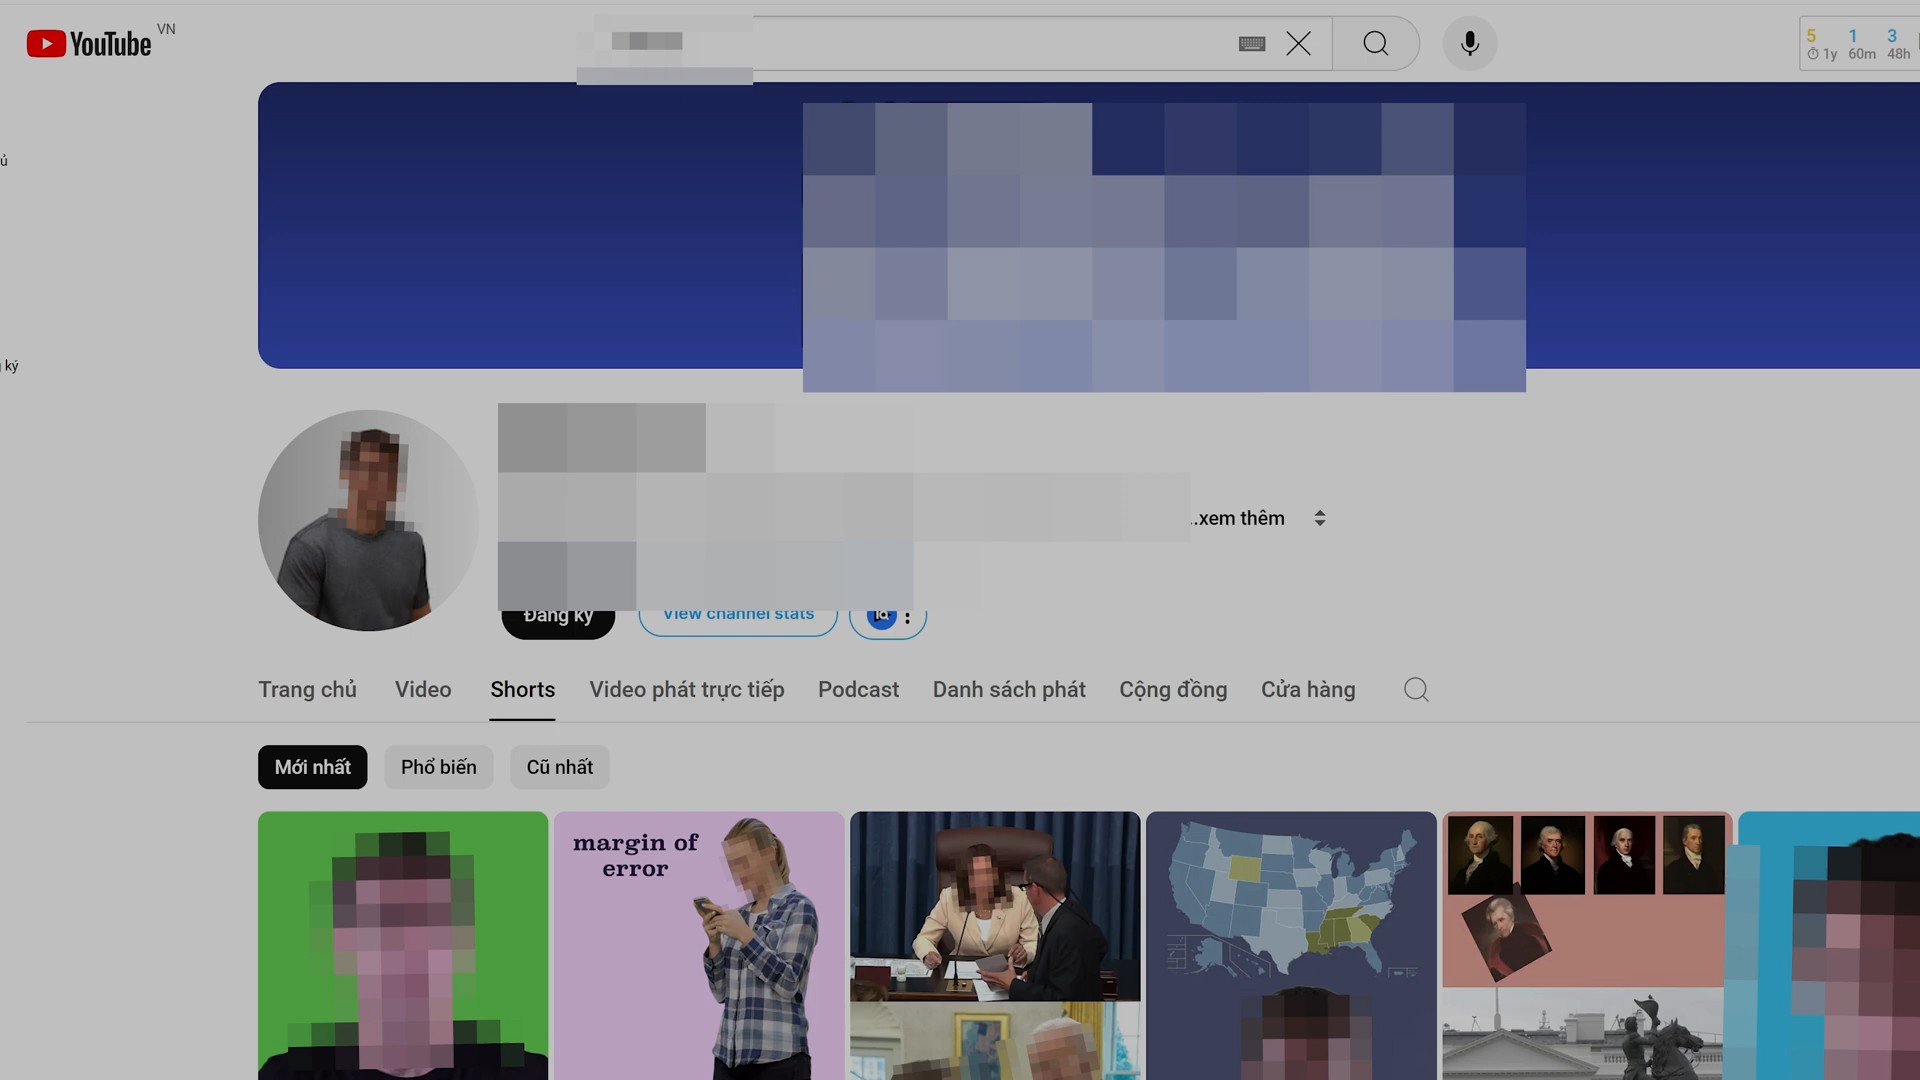 YouTube VN
5 1 3
1y 60m 48h
ủ
ký
..xem thêm
Đăng ký View channel stats
Trang chủ Video Shorts Video phát trực tiếp Podcast Danh sách phát Cộng đồng Cửa hàng
Mới nhất Phổ biến Cũ nhất
margin of
error